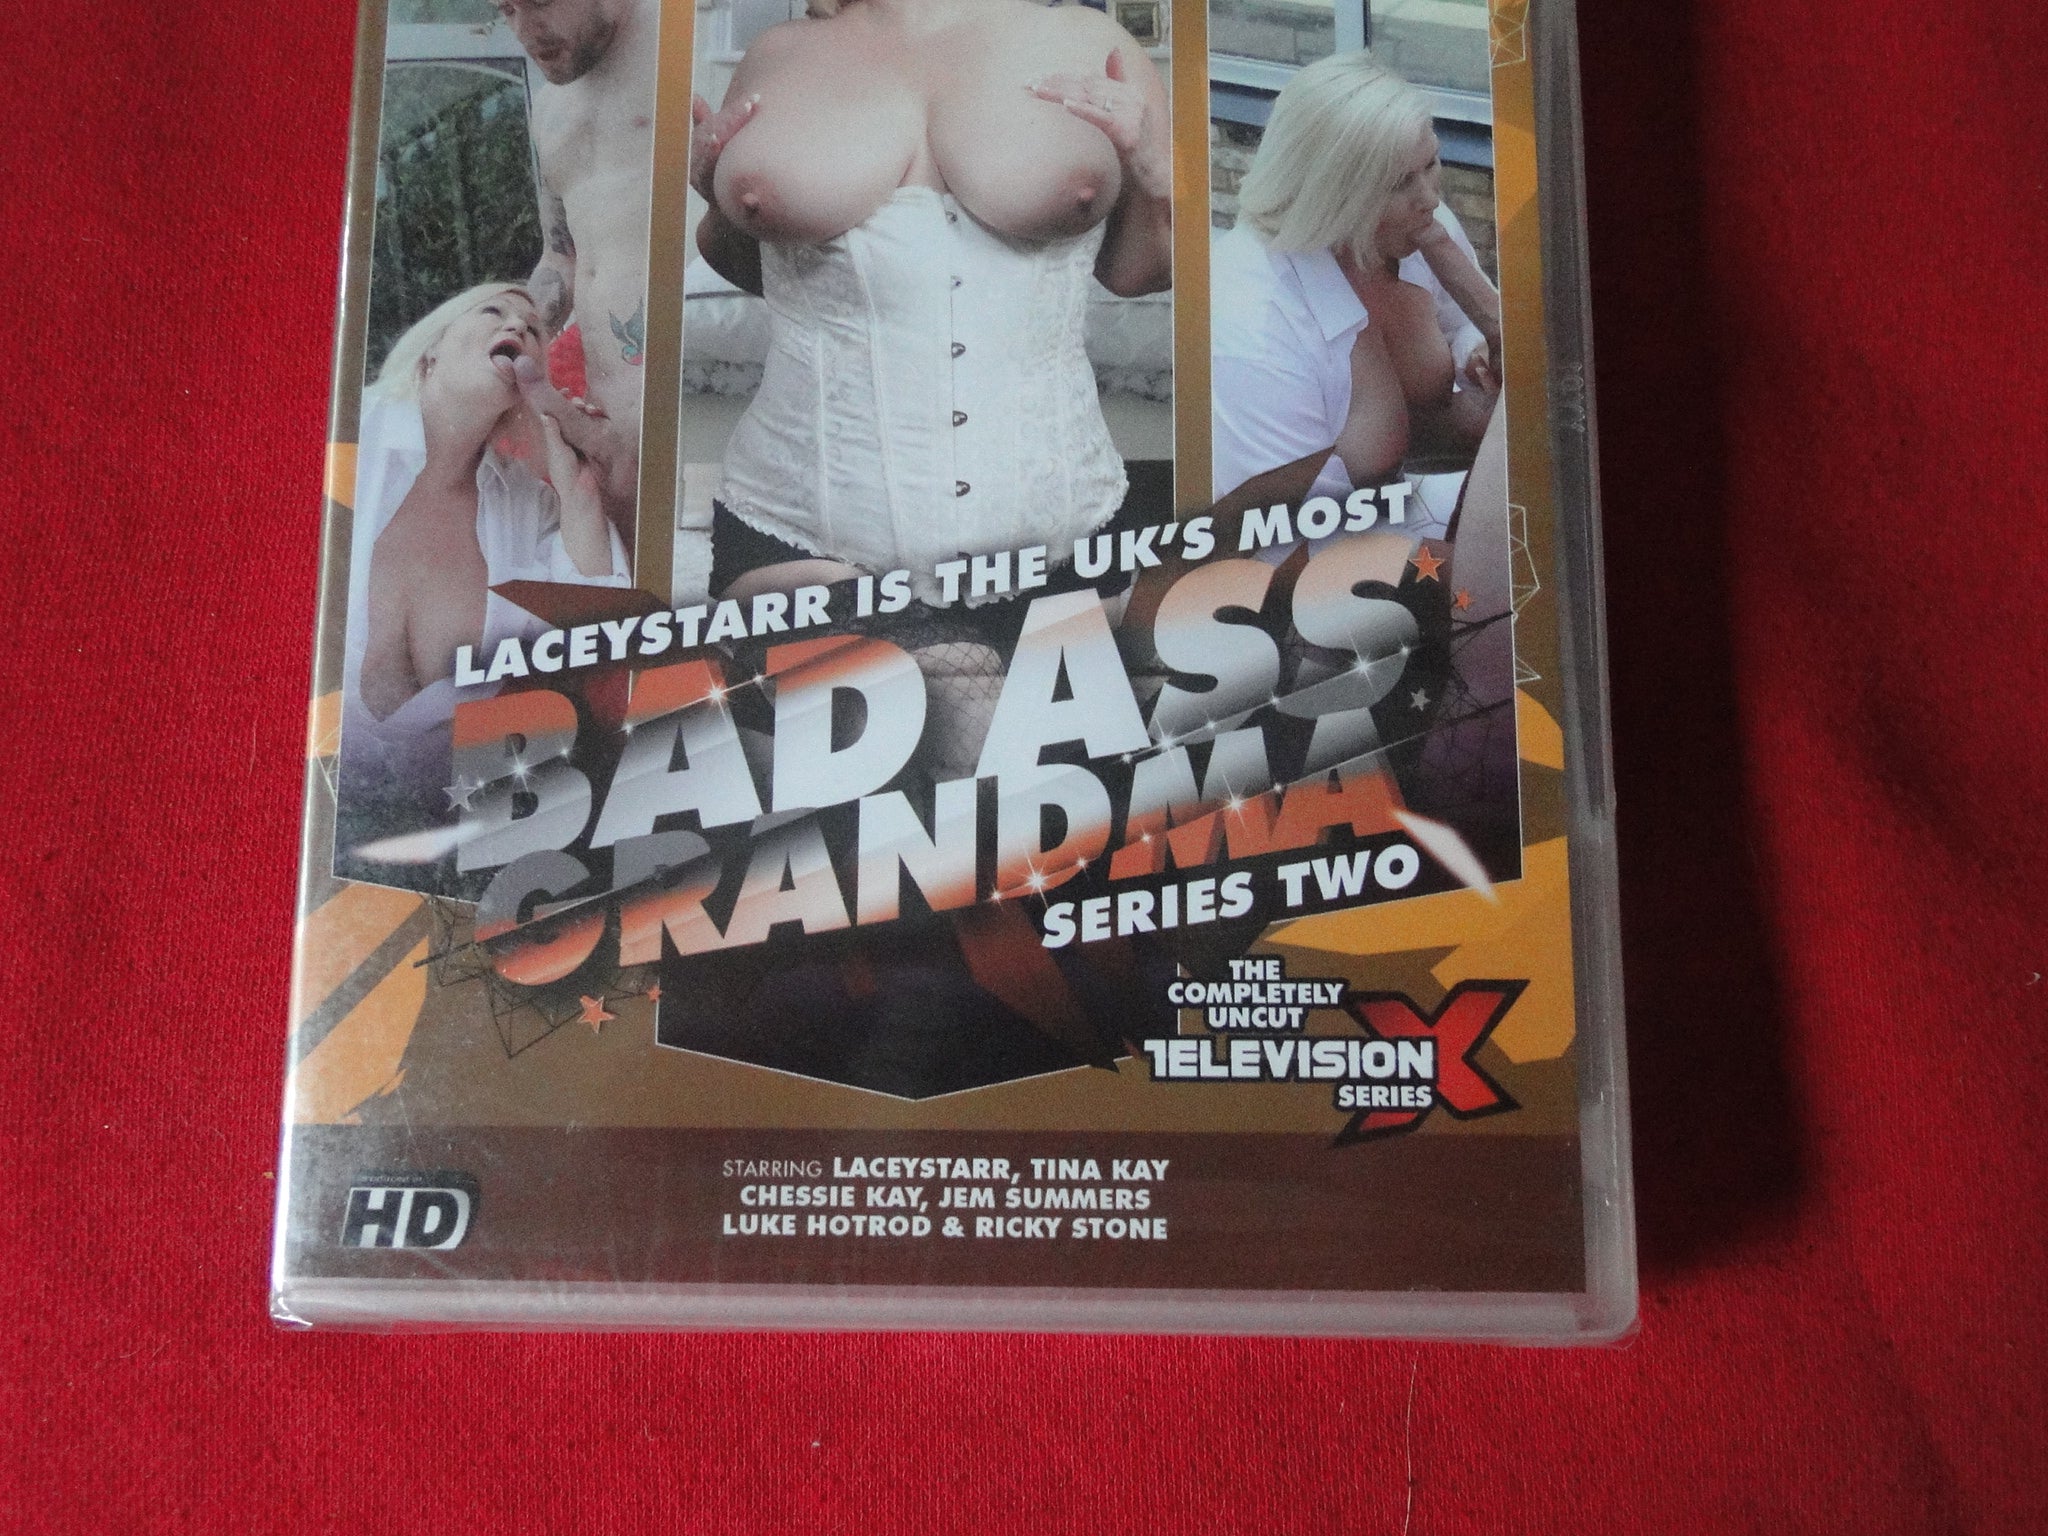 LACEYSTARR IS THE UK'S MOST
BAD ASS
GRANDMA
SERIES TWO
THE
COMPLETELY
UNCUT
TELEVISION X
SERIES
STARRING LACEYSTARR, TINA KAY
CHESSIE KAY, JEM SUMMERS
LUKE HOTROD & RICKY STONE
HD